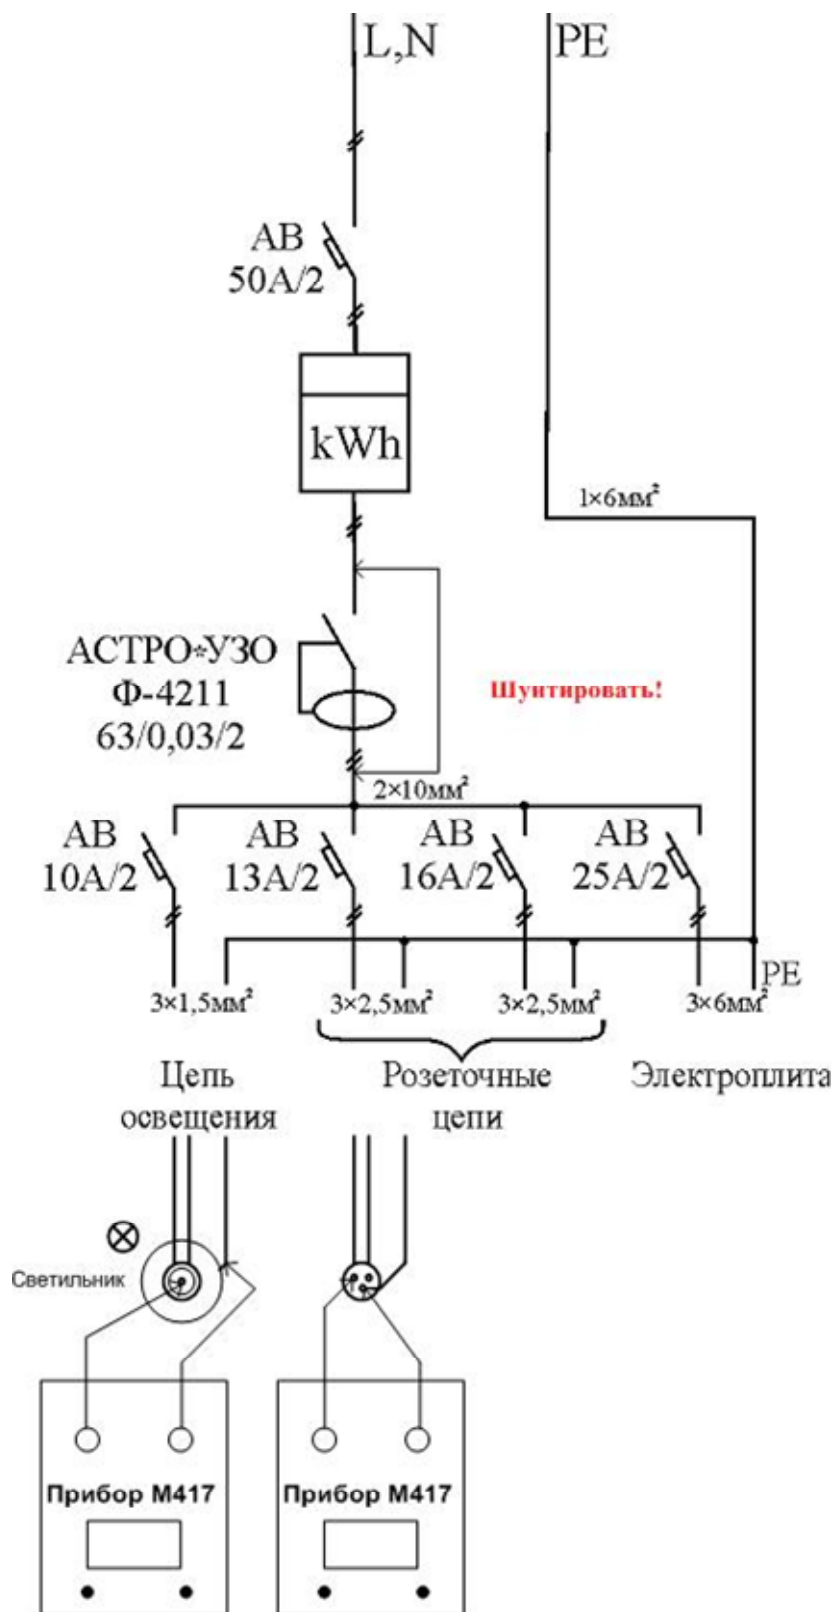 L,N
PE
АВ
50А/2
kWh
1×6мм²
АСТРО*УЗО
Ф-4211
63/0,03/2
Шунтировать!
2×10мм²
АВ
10А/2
АВ
13А/2
АВ
16А/2
АВ
25А/2
PE
3×1,5мм²
3×2,5мм²
3×2,5мм²
3×6мм²
Цепь
освещения
Розеточные
цепи
Электроплита
Светильник
Прибор М417
Прибор М417